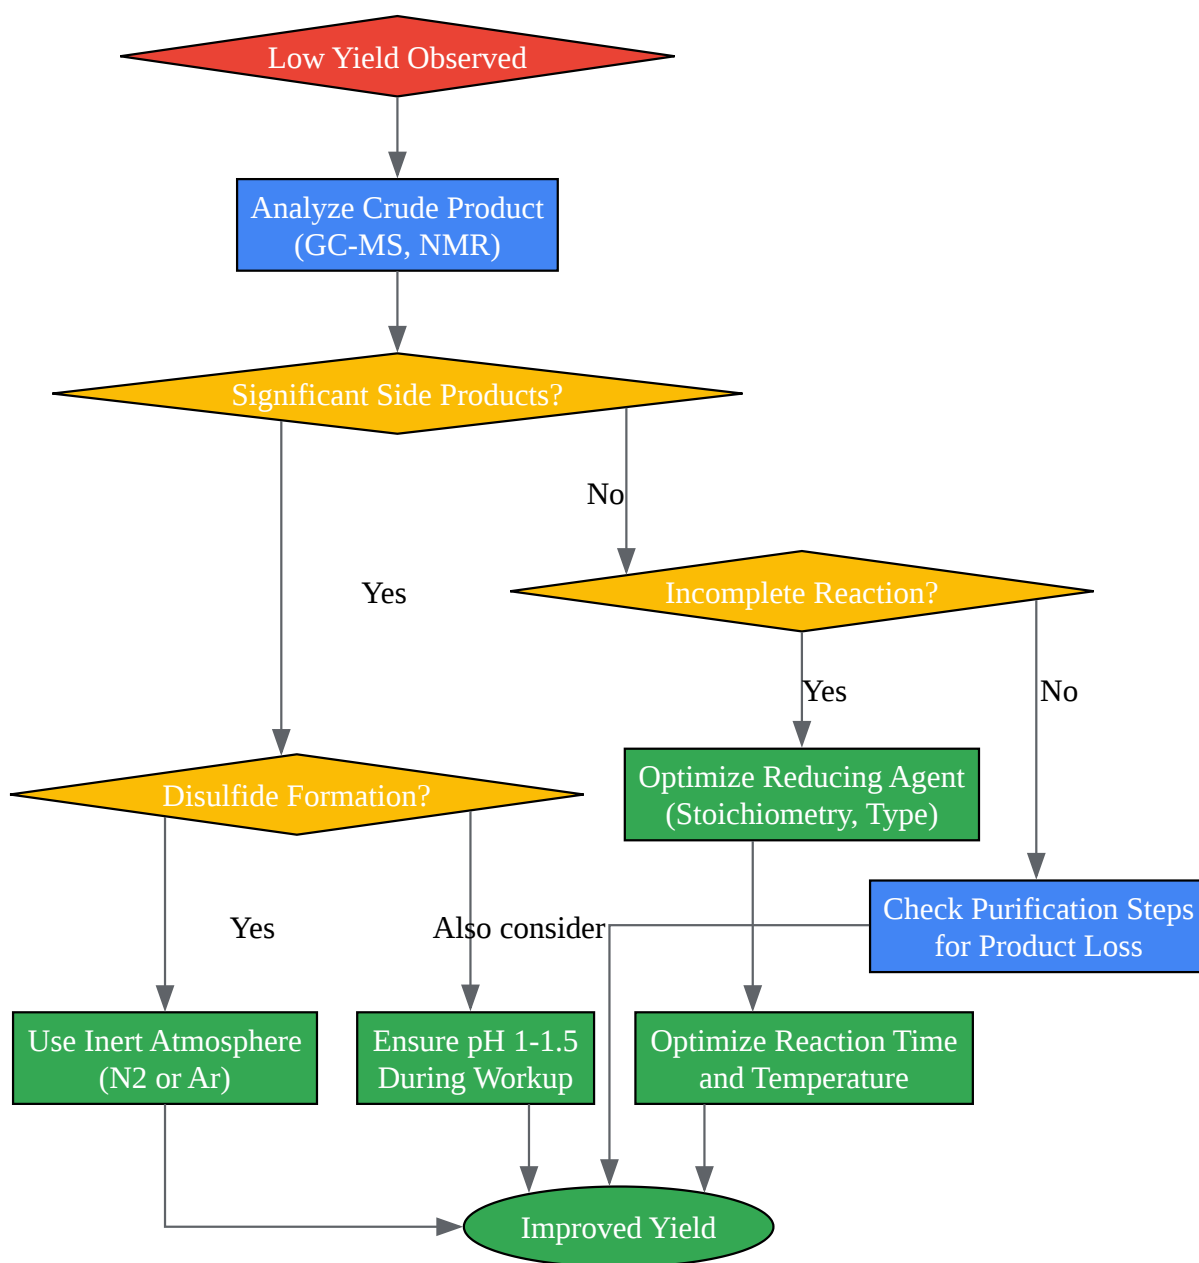 Low Yield Observed
Analyze Crude Product
(GC-MS, NMR)
Significant Side Products?
No
Yes
Incomplete Reaction?
Yes
No
Optimize Reducing Agent
(Stoichiometry, Type)
Disulfide Formation?
Yes
Also consider
Check Purification Steps
for Product Loss
Use Inert Atmosphere
(N2 or Ar)
Ensure pH 1-1.5
During Workup
Optimize Reaction Time
and Temperature
Improved Yield